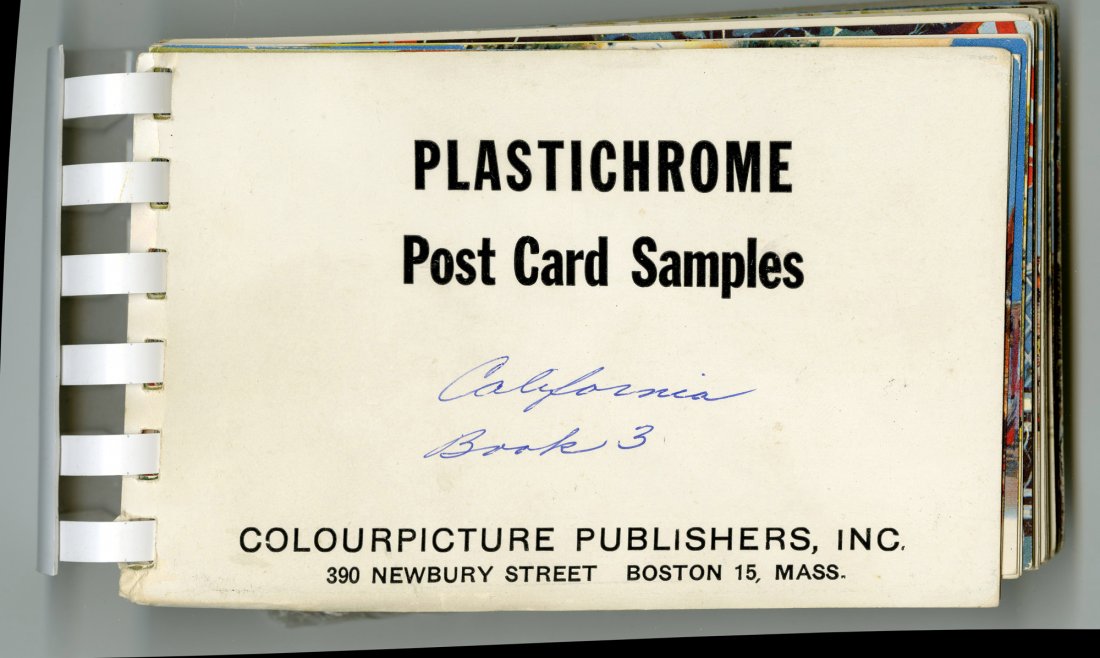 PLASTICHROME
Post Card Samples
California
Book 3
COLOURPICTURE PUBLISHERS, INC.
390 NEWBURY STREET BOSTON 15, MASS.